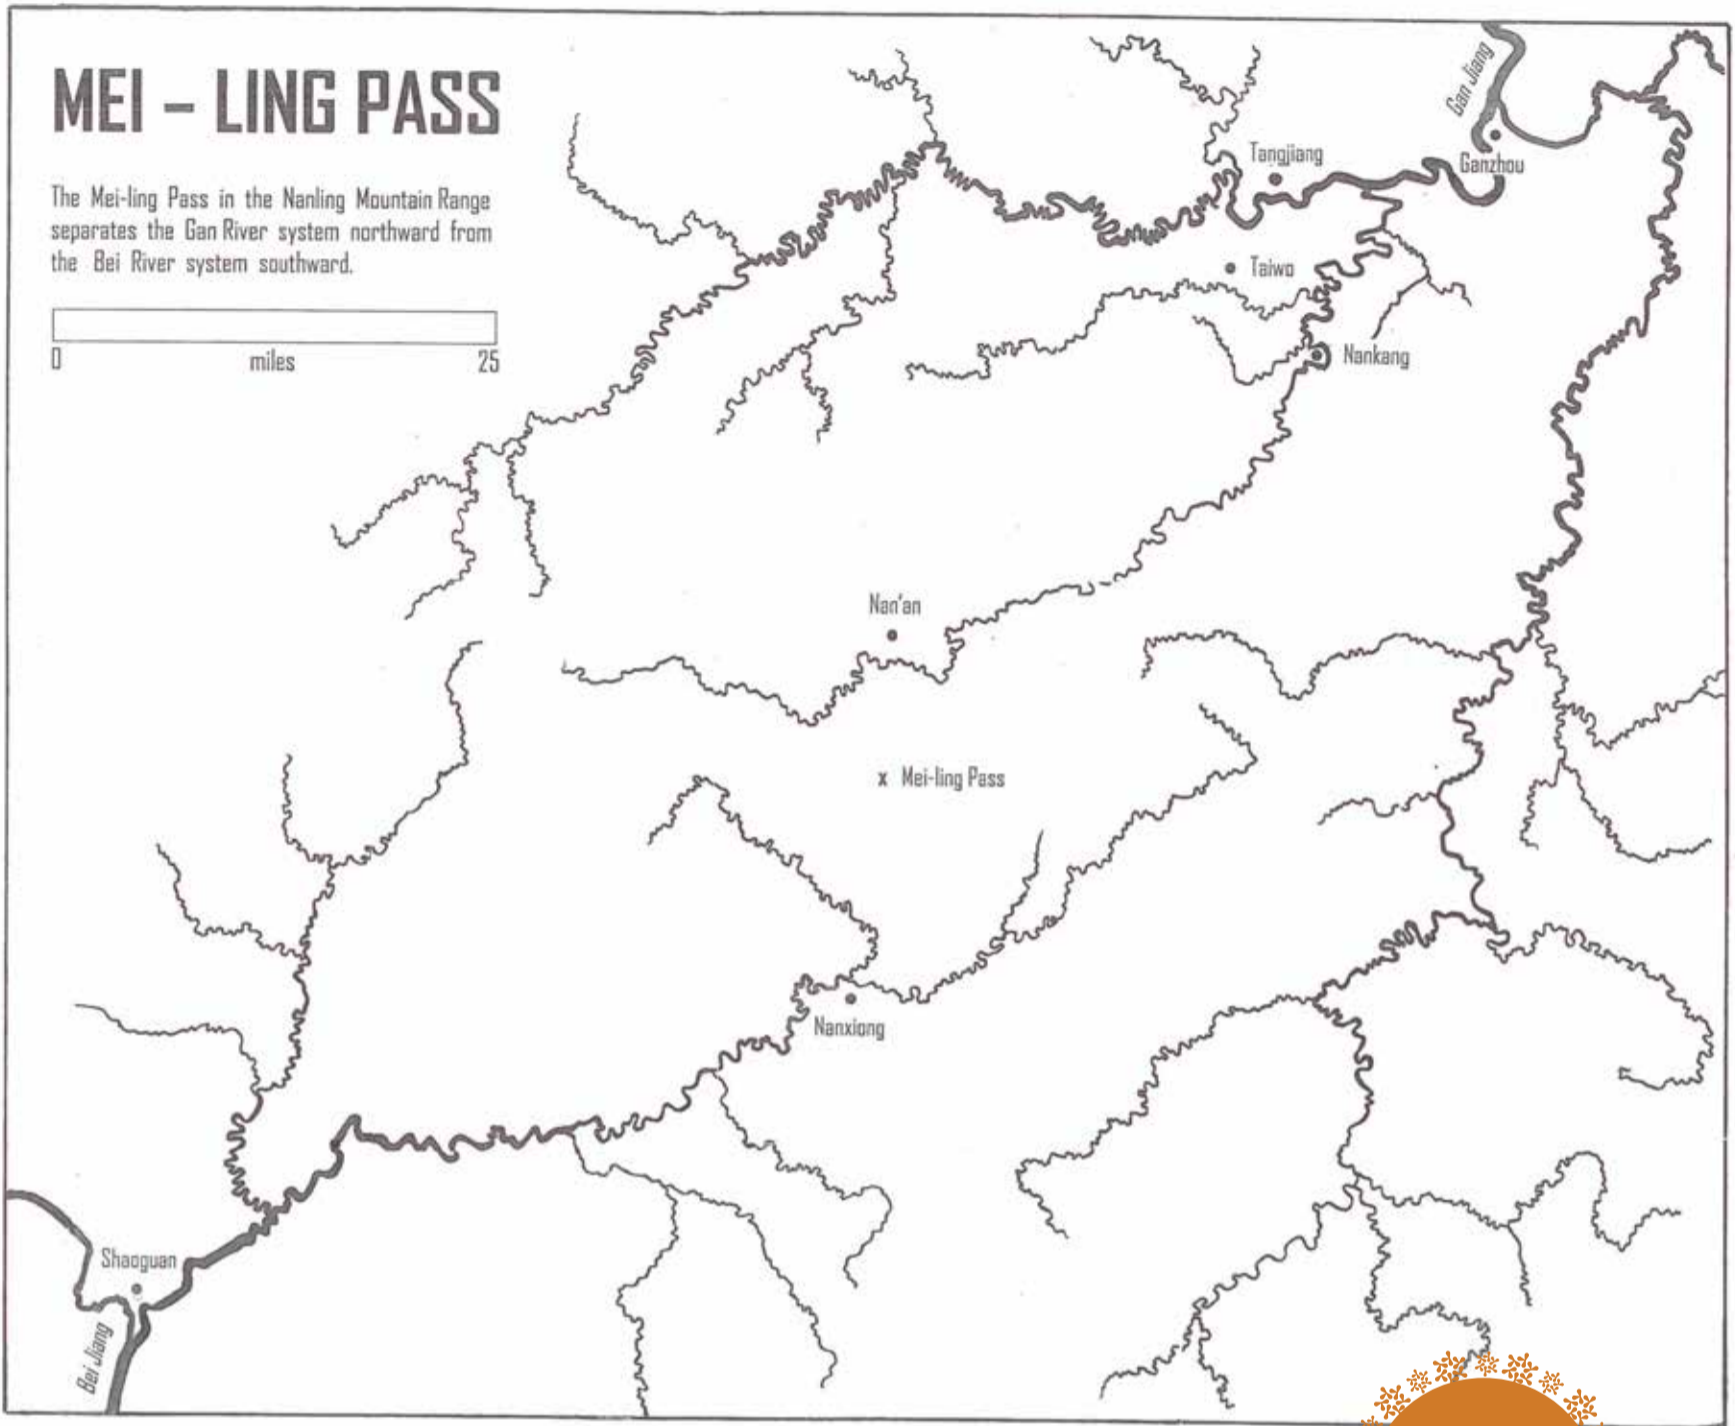 MEI – LING PASS
The Mei-ling Pass in the Nanling Mountain Range
separates the Gan River system northward from
the Bei River system southward.
0 miles 25
Gan Jiang
Ganzhou
Tangjiang
Taiwo
Nankang
Nan'an
x Mei-ling Pass
Nanxiong
Shaoguan
Bei Jiang